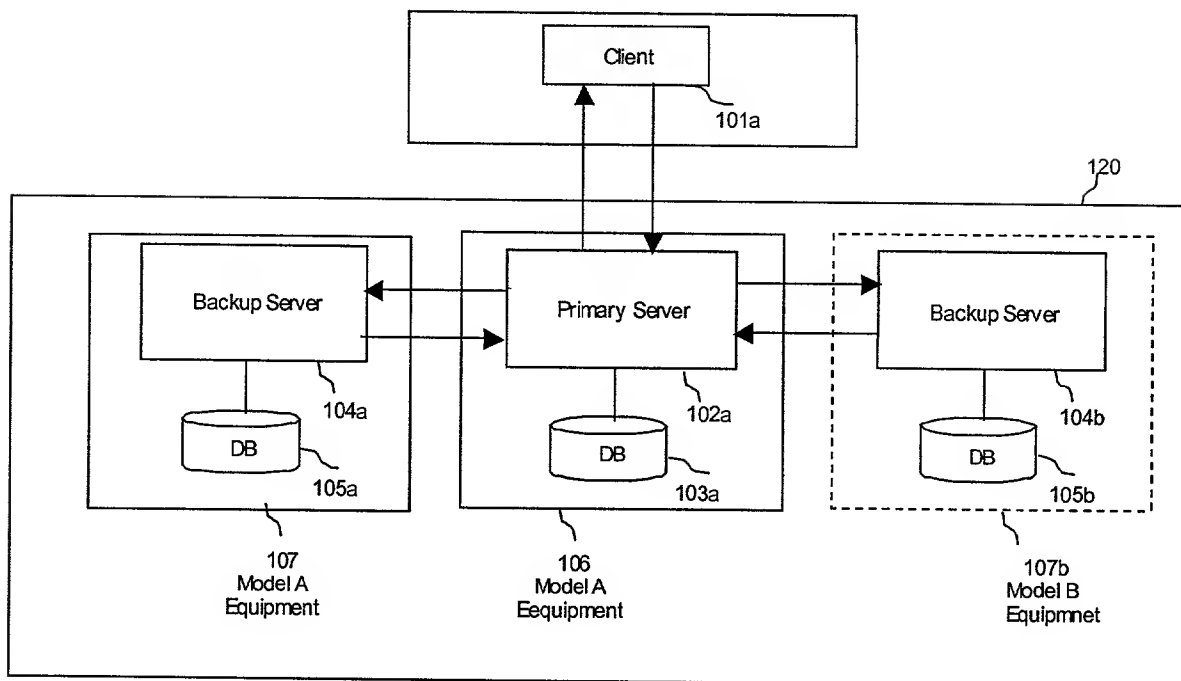 Client
101a
120
Backup Server
Primary Server
Backup Server
104a
102a
104b
DB
DB
DB
105a
103a
105b
107
Model A
Equipment
106
Model A
Eequipment
107b
Model B
Equipmnet